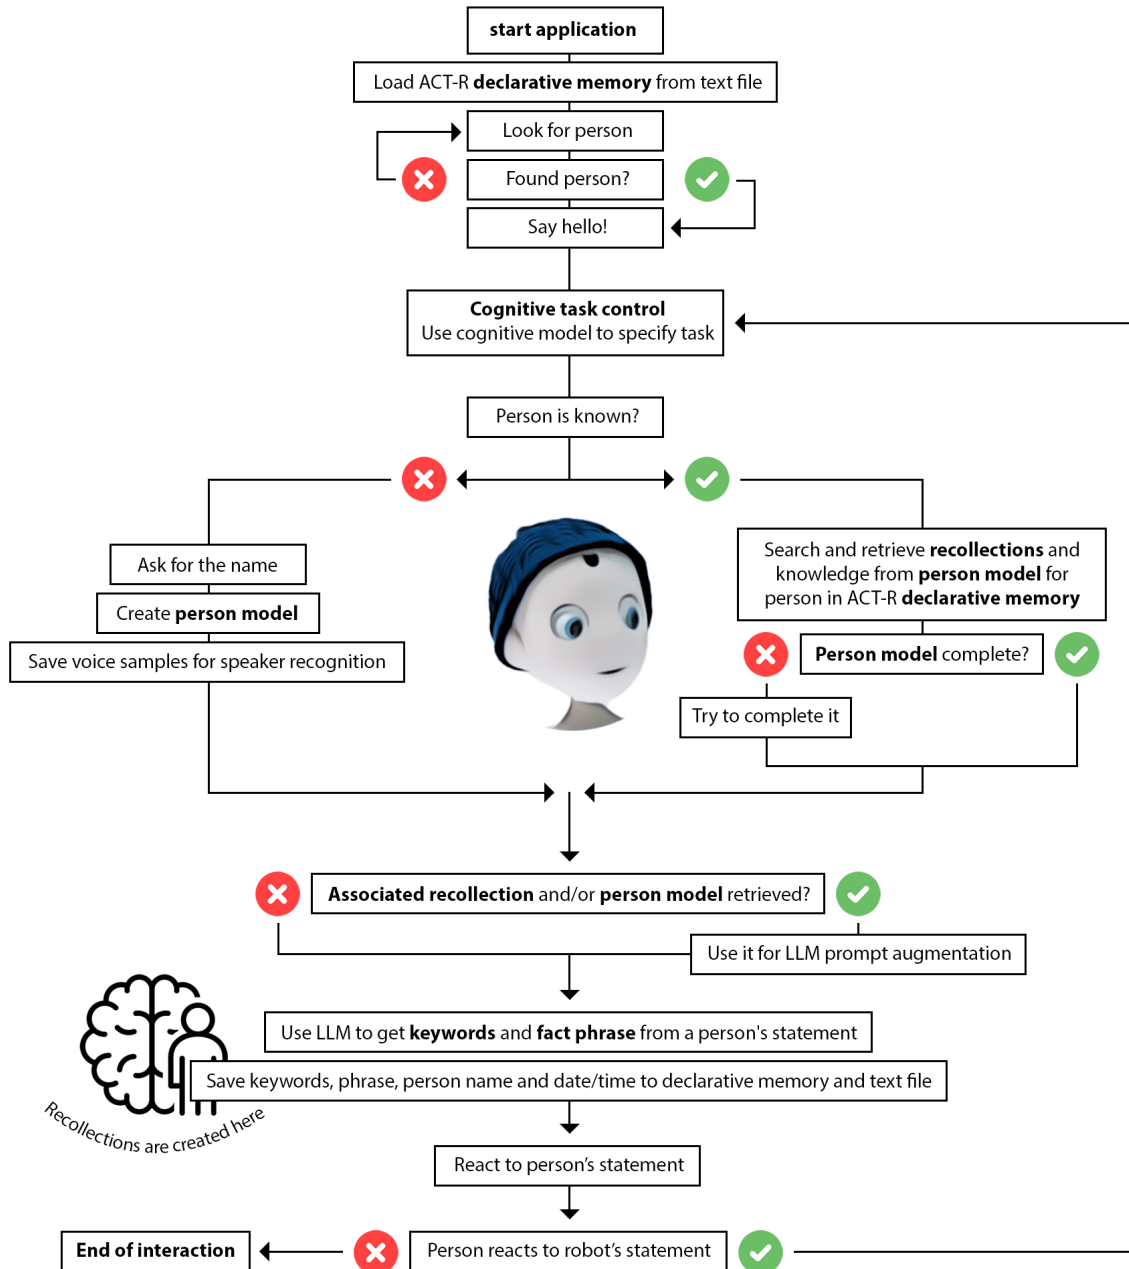 start application
Load ACT-R declarative memory from text file
Look for person
Found person?
Say hello!
Cognitive task control
Use cognitive model to specify task
Person is known?
Ask for the name
Create person model
Save voice samples for speaker recognition
Search and retrieve recollections and
knowledge from person model for
person in ACT-R declarative memory
Person model complete?
Try to complete it
Associated recollection and/or person model retrieved?
Use it for LLM prompt augmentation
Use LLM to get keywords and fact phrase from a person's statement
Save keywords, phrase, person name and date/time to declarative memory and text file
Recollections are created here
React to person’s statement
End of interaction
Person reacts to robot’s statement